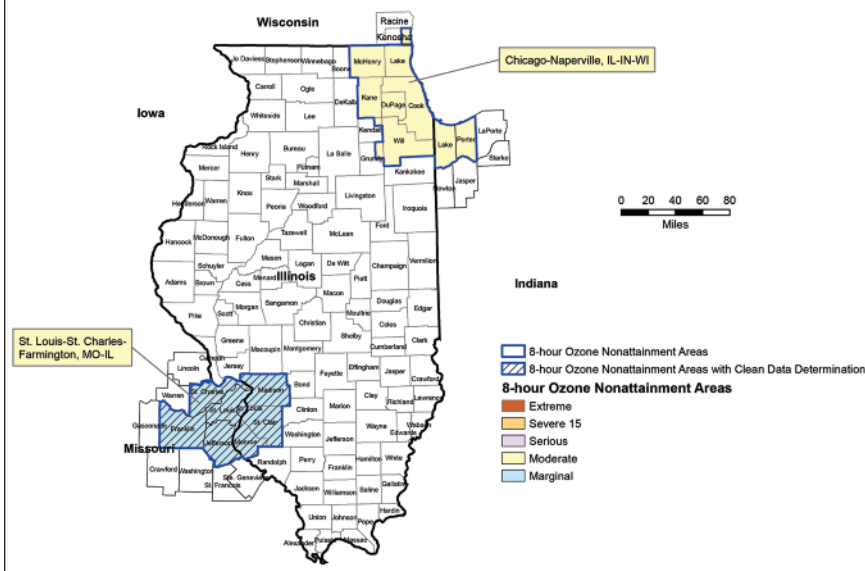 Wisconsin
Racine
Kenosha
Jo Daviess
Stephenson
Winnebago
Boone
McHenry
Lake
Chicago-Naperville, IL-IN-WI
Iowa
Carroll
Ogle
DeKalb
Kane
DuPage
Cook
Whiteside
Lee
Kendall
Will
Lake
Porter
LaPorte
Starke
Rock Island
Henry
Bureau
Putnam
La Salle
Grundy
Kankakee
Newton
Jasper
Mercer
Stark
Marshall
Knox
Livingston
Henderson
Warren
Peoria
Woodford
Iroquois
0 20 40 60 80
Miles
Hancock
McDonough
Fulton
Tazewell
McLean
Ford
Schuyler
Mason
Logan
De Witt
Champaign
Vermilion
Adams
Brown
Cass
Menard
Illinois
Piatt
Macon
Indiana
Pike
Scott
Morgan
Sangamon
Christian
Moultrie
Douglas
Edgar
Coles
Shelby
Cumberland
Clark
St. Louis-St. Charles-
Farmington, MO-IL
Greene
Macoupin
Montgomery
Calhoun
Jersey
Lincoln
Warren
St. Charles
Madison
Bond
Fayette
Effingham
Jasper
Crawford
Clay
Richland
Lawrence
Gasconade
Franklin
St. Louis
St. Louis
St. Clair
Clinton
Marion
Wayne
Edwards
Wabash
Missouri
Jefferson
Monroe
Washington
Jefferson
Crawford
Washington
St. Francois
Ste. Genevieve
Randolph
Perry
Franklin
Hamilton
White
Jackson
Williamson
Saline
Gallatin
Union
Johnson
Pope
Hardin
Alexander
Pulaski
Massac
8-hour Ozone Nonattainment Areas
8-hour Ozone Nonattainment Areas with Clean Data Determination
8-hour Ozone Nonattainment Areas
Extreme
Severe 15
Serious
Moderate
Marginal